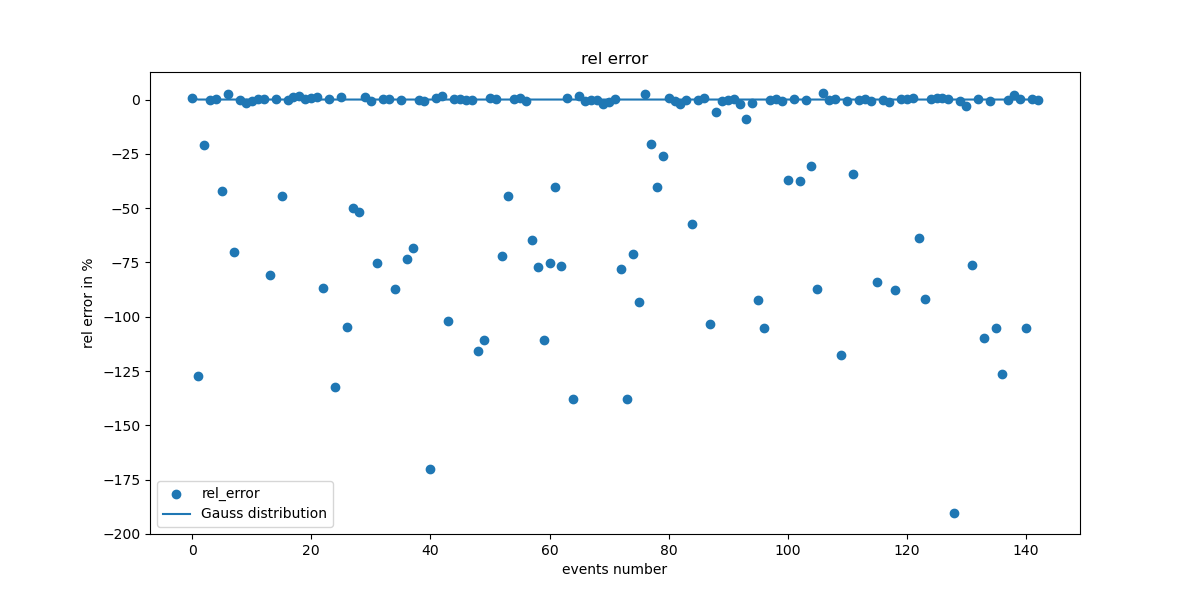 rel error
rel error in %
0
−25
−50
−75
−100
−125
−150
−175
−200
rel_error
Gauss distribution
0 20 40 60 80 100 120 140
events number